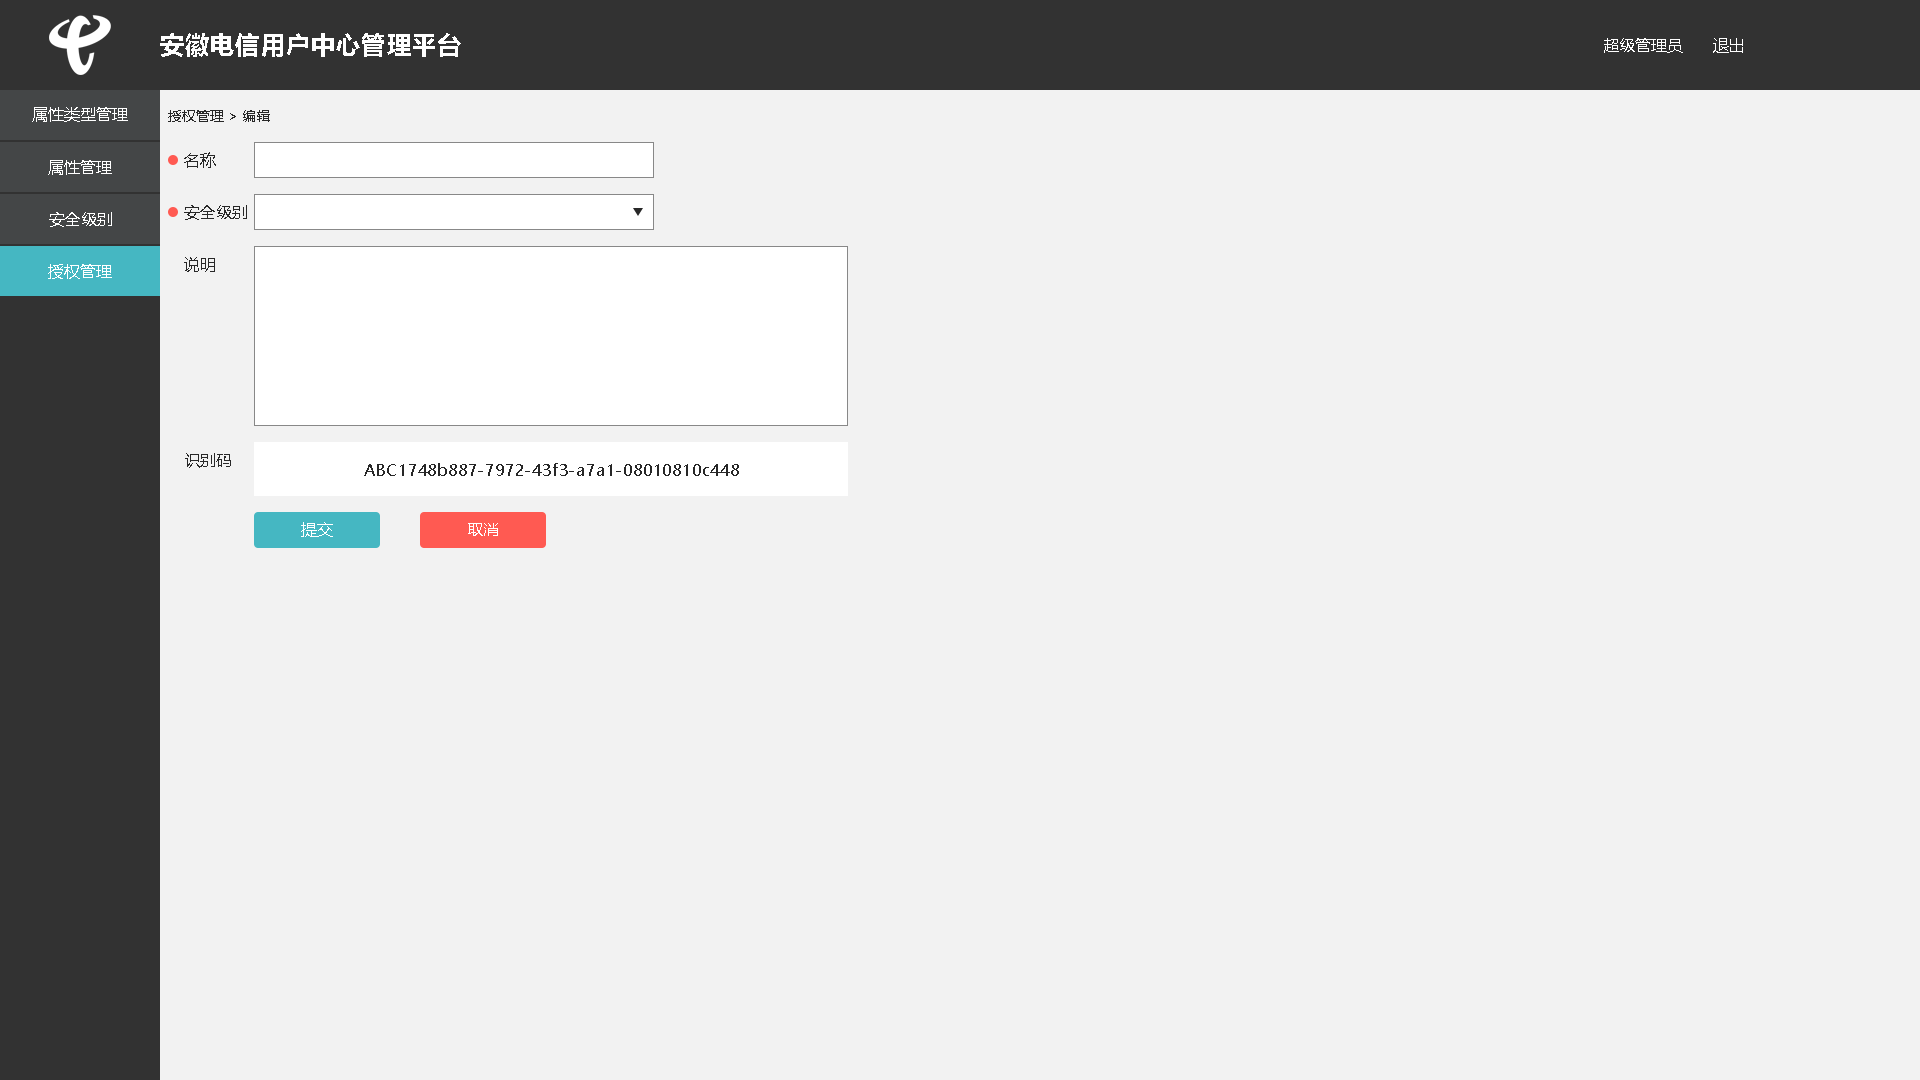 安徽电信用户中心管理平台
超级管理员 退出
属性类型管理
属性管理
安全级别
授权管理
授权管理 > 编辑
名称
安全级别
说明
识别码
ABC1748b887-7972-43f3-a7a1-08010810c448
提交 取消